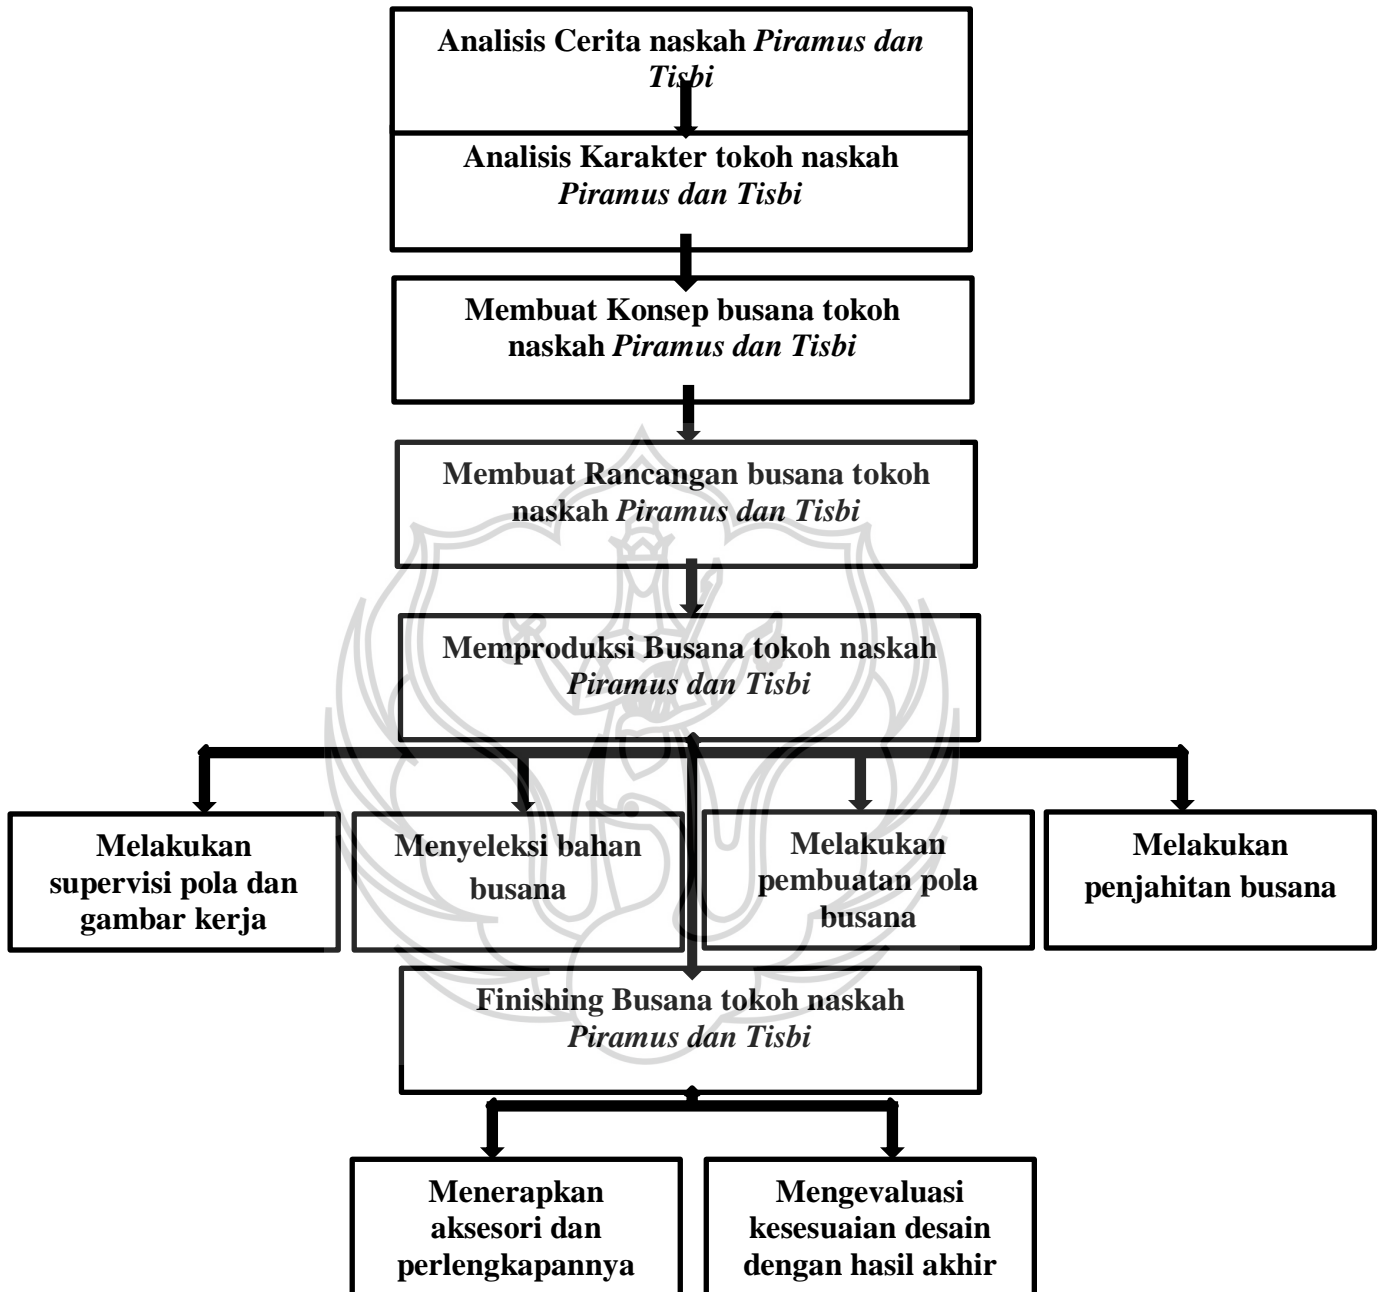 Analisis Cerita naskah Piramus dan
Tisbi
Analisis Karakter tokoh naskah
Piramus dan Tisbi
Membuat Konsep busana tokoh
naskah Piramus dan Tisbi
Membuat Rancangan busana tokoh
naskah Piramus dan Tisbi
Memproduksi Busana tokoh naskah
Piramus dan Tisbi
Melakukan
supervisi pola dan
gambar kerja
Menyeleksi bahan
busana
Melakukan
pembuatan pola
busana
Melakukan
penjahitan busana
Finishing Busana tokoh naskah
Piramus dan Tisbi
Menerapkan
aksesori dan
perlengkapannya
Mengevaluasi
kesesuaian desain
dengan hasil akhir